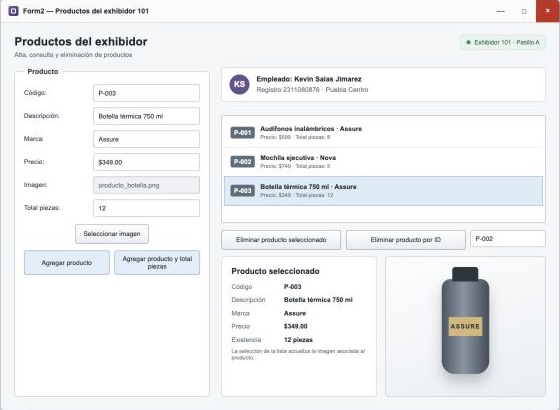 Form2 — Productos del exhibidor 101
Productos del exhibidor
Alta, consulta y eliminación de productos
Exhibidor 101 · Pasillo A
Producto
Código:
P-003
Descripción:
Botella térmica 750 ml
Marca:
Assure
Precio:
$349.00
Imagen:
producto_botella.png
Total piezas:
12
Seleccionar imagen
Agregar producto
Agregar producto y total
piezas
KS
Empleado: Kevin Salas Jimarez
Registro 2311080876 · Puebla Centro
P-001
Audífonos inalámbricos · Assure
Precio: $599 · Total piezas: 8
P-002
Mochila ejecutiva · Nova
Precio: $749 · Total piezas: 5
P-003
Botella térmica 750 ml · Assure
Precio: $349 · Total piezas: 12
Eliminar producto seleccionado
Eliminar producto por ID
P-002
Producto seleccionado
Código P-003
Descripción Botella térmica 750 ml
Marca Assure
Precio $349.00
Existencia 12 piezas
La selección de la lista actualiza la imagen asociada al
producto.
ASSURE